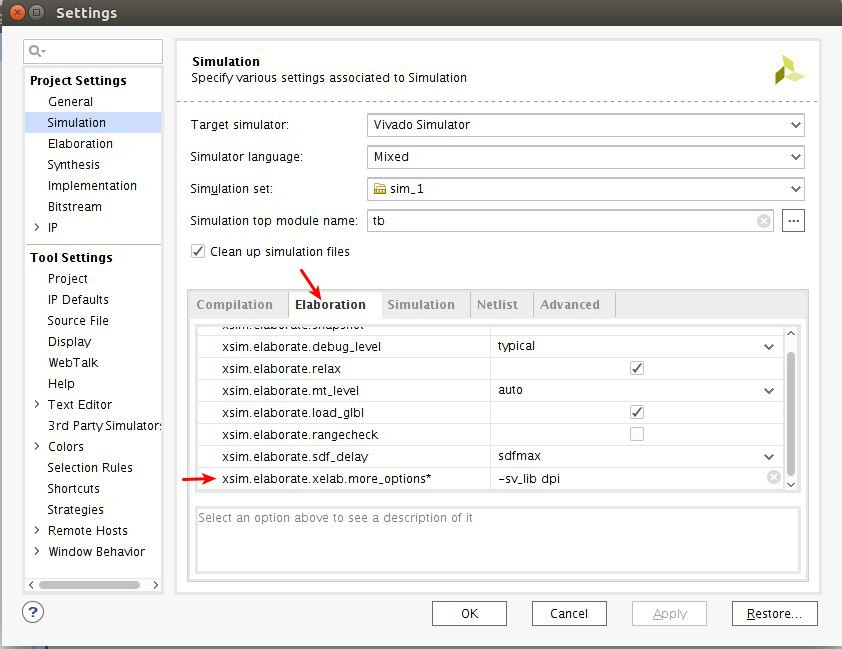 Settings
Project Settings
General
Simulation
Elaboration
Synthesis
Implementation
Bitstream
IP
Tool Settings
Project
IP Defaults
Source File
Display
WebTalk
Help
Text Editor
3rd Party Simulators
Colors
Selection Rules
Shortcuts
Strategies
Remote Hosts
Window Behavior
Simulation
Specify various settings associated to Simulation
Target simulator: Vivado Simulator
Simulator language: Mixed
Simulation set: sim_1
Simulation top module name: tb ...
Clean up simulation files
Compilation Elaboration Simulation Netlist Advanced
xsim.elaborate.snapshot
xsim.elaborate.debug_level typical
xsim.elaborate.relax
xsim.elaborate.mt_level auto
xsim.elaborate.load_glbl
xsim.elaborate.rangecheck
xsim.elaborate.sdf_delay sdfmax
xsim.elaborate.xelab.more_options* -sv_lib dpi
Select an option above to see a description of it
? OK Cancel Apply Restore...